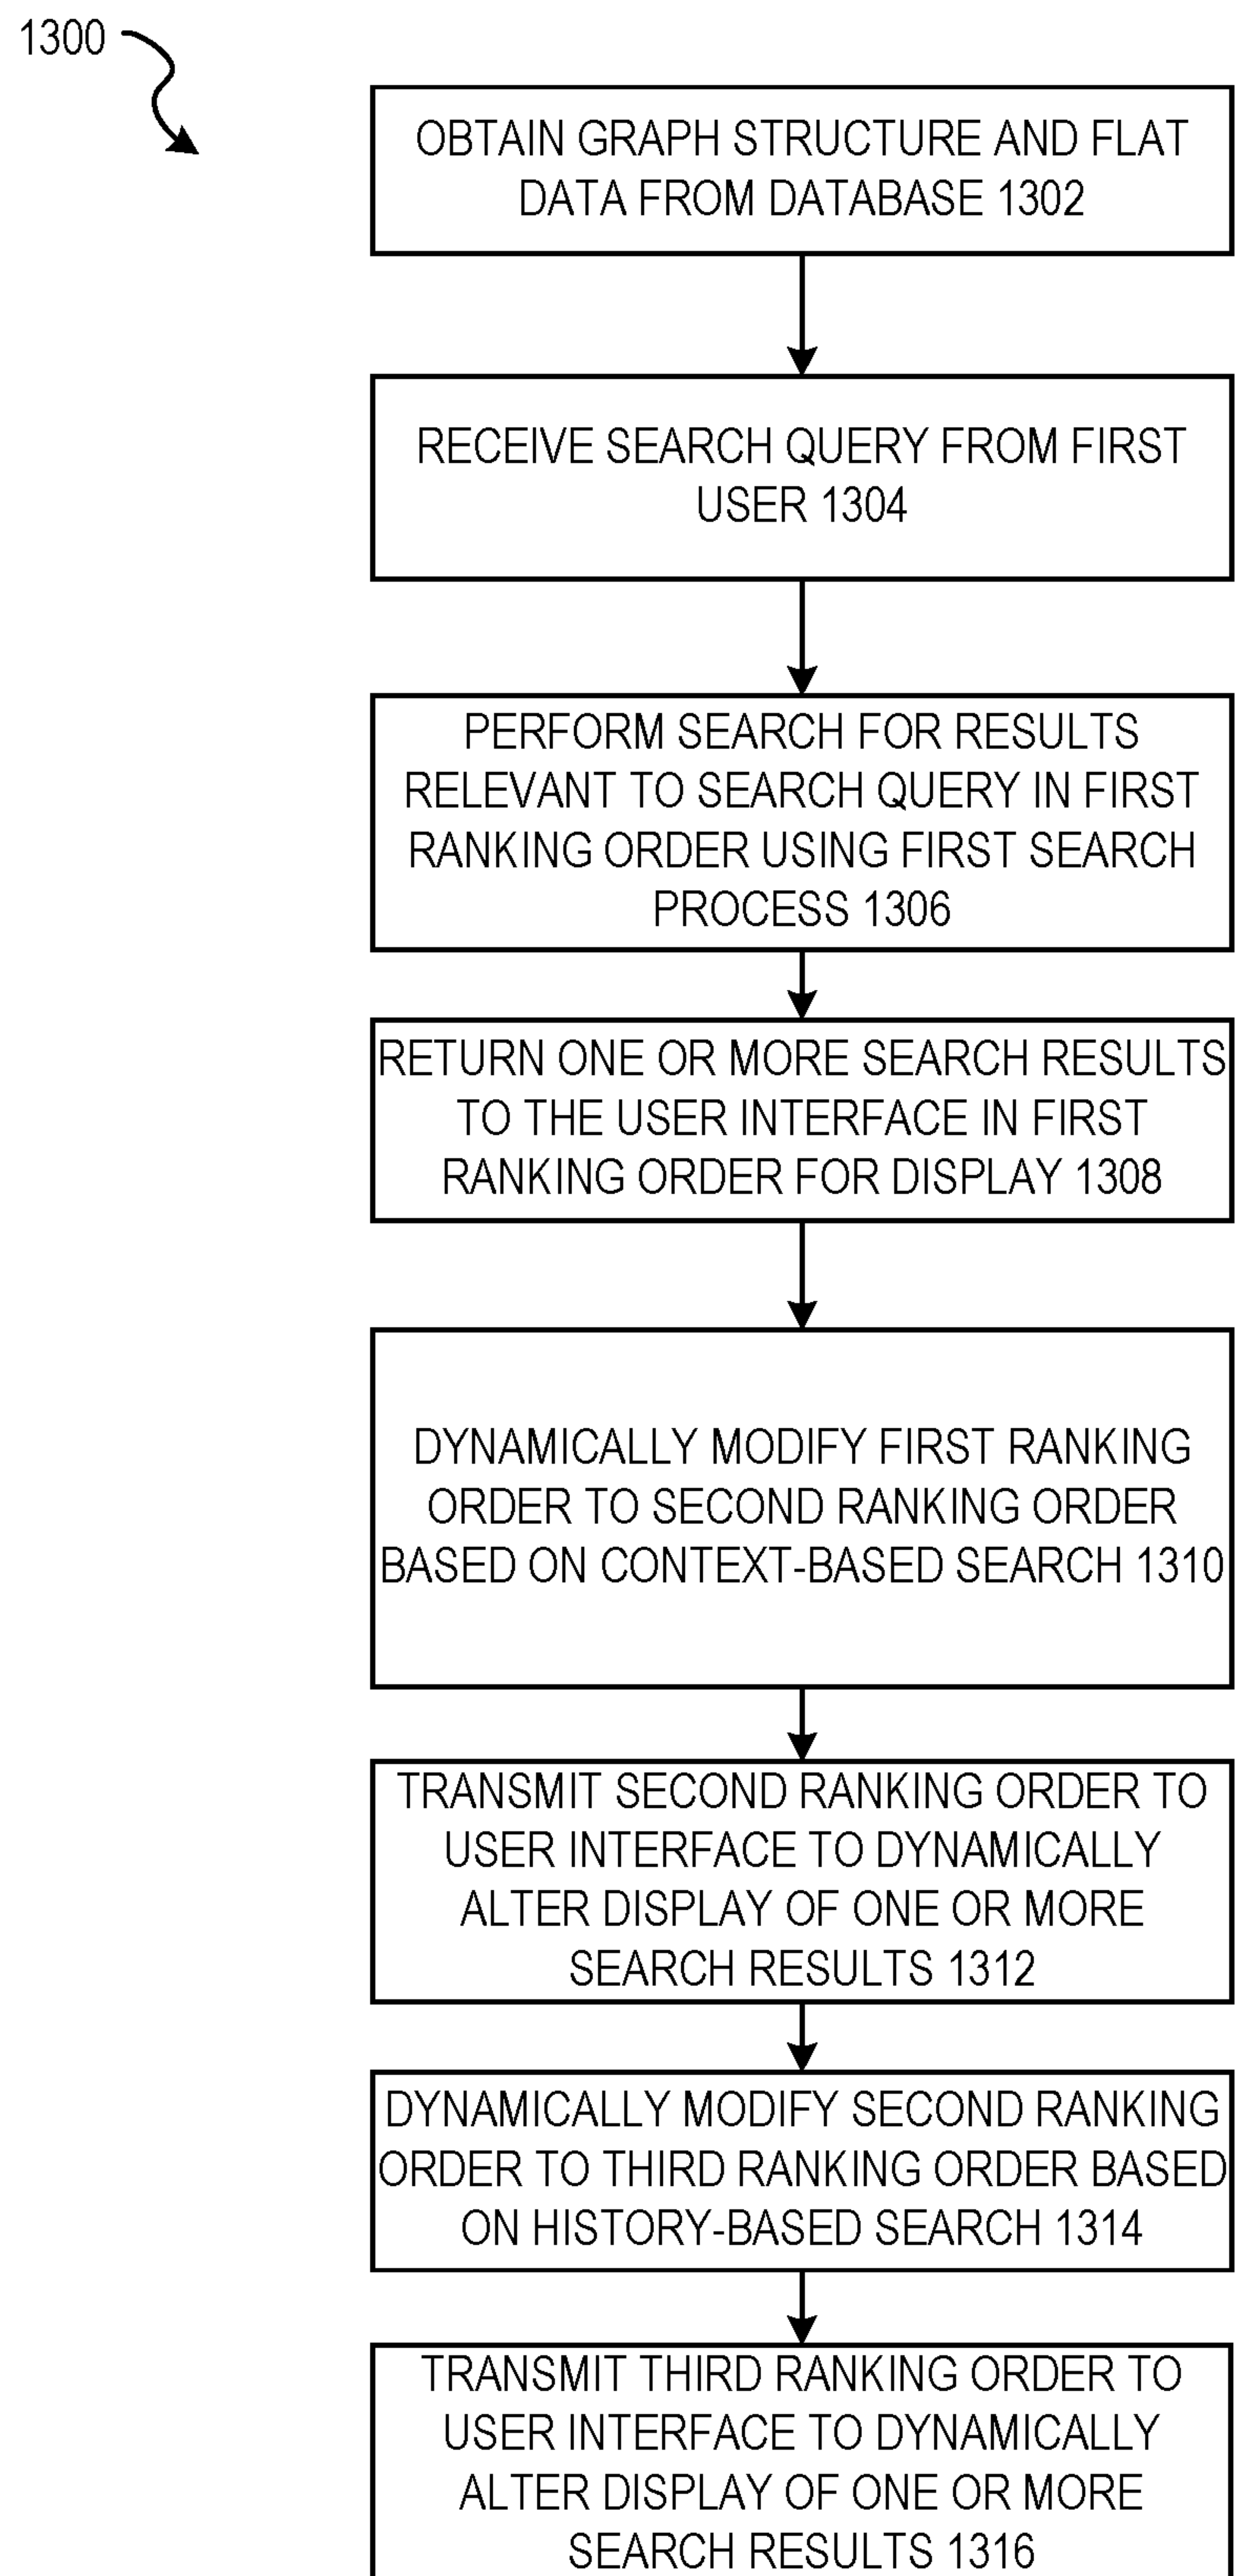 1300
OBTAIN GRAPH STRUCTURE AND FLAT
DATA FROM DATABASE 1302
RECEIVE SEARCH QUERY FROM FIRST
USER 1304
PERFORM SEARCH FOR RESULTS
RELEVANT TO SEARCH QUERY IN FIRST
RANKING ORDER USING FIRST SEARCH
PROCESS 1306
RETURN ONE OR MORE SEARCH RESULTS
TO THE USER INTERFACE IN FIRST
RANKING ORDER FOR DISPLAY 1308
DYNAMICALLY MODIFY FIRST RANKING
ORDER TO SECOND RANKING ORDER
BASED ON CONTEXT-BASED SEARCH 1310
TRANSMIT SECOND RANKING ORDER TO
USER INTERFACE TO DYNAMICALLY
ALTER DISPLAY OF ONE OR MORE
SEARCH RESULTS 1312
DYNAMICALLY MODIFY SECOND RANKING
ORDER TO THIRD RANKING ORDER BASED
ON HISTORY-BASED SEARCH 1314
TRANSMIT THIRD RANKING ORDER TO
USER INTERFACE TO DYNAMICALLY
ALTER DISPLAY OF ONE OR MORE
SEARCH RESULTS 1316